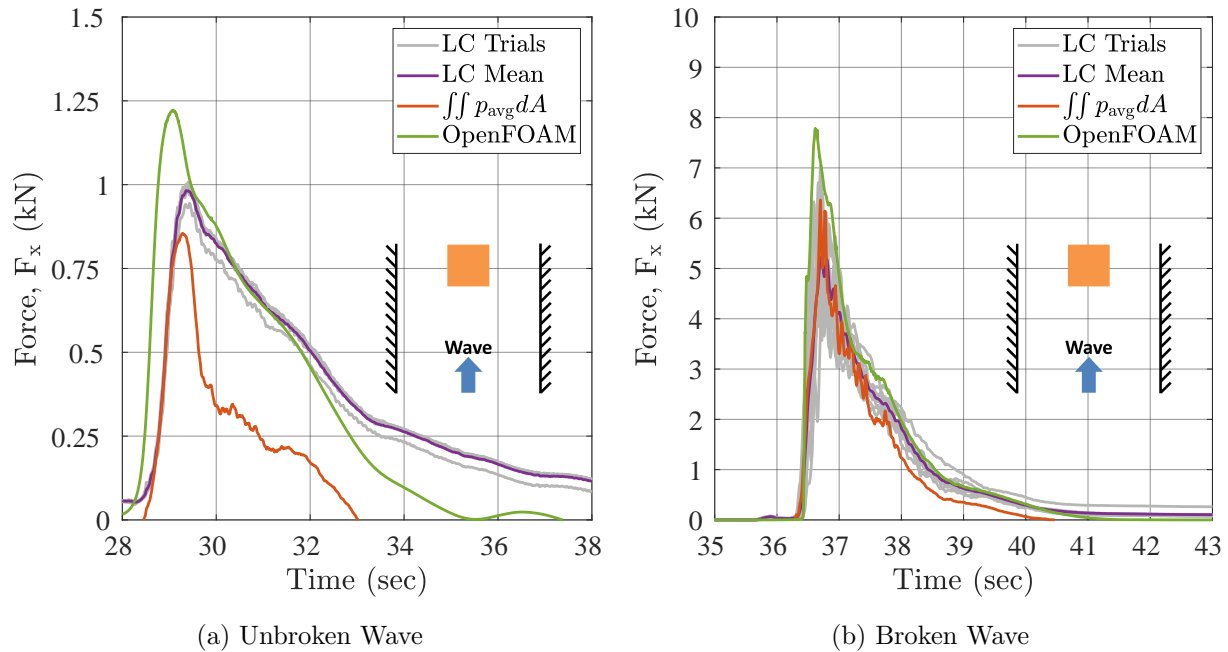 1.5
1.25
1
0.75
0.5
0.25
0
28
30
32
34
36
38
Force, Fₓ (kN)
Time (sec)
LC Trials
LC Mean
∫∫ p_avg dA
OpenFOAM
Wave
(a) Unbroken Wave
10
9
8
7
6
5
4
3
2
1
0
35
36
37
38
39
40
41
42
43
Force, Fₓ (kN)
Time (sec)
LC Trials
LC Mean
∫∫ p_avg dA
OpenFOAM
Wave
(b) Broken Wave